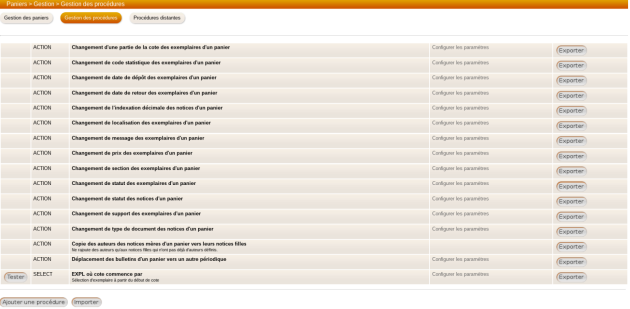 Paniers > Gestion > Gestion des procédures
Gestion des paniers Gestion des procédures Procédures distantes
ACTION Changement d'une partie de la cote des exemplaires d'un panier Configurer les paramètres Exporter
ACTION Changement de code statistique des exemplaires d'un panier Configurer les paramètres Exporter
ACTION Changement de date de dépôt des exemplaires d'un panier Configurer les paramètres Exporter
ACTION Changement de date de retour des exemplaires d'un panier Configurer les paramètres Exporter
ACTION Changement de l'indexation décimale des notices d'un panier Configurer les paramètres Exporter
ACTION Changement de localisation des exemplaires d'un panier Configurer les paramètres Exporter
ACTION Changement de message des exemplaires d'un panier Configurer les paramètres Exporter
ACTION Changement de prix des exemplaires d'un panier Configurer les paramètres Exporter
ACTION Changement de section des exemplaires d'un panier Configurer les paramètres Exporter
ACTION Changement de statut des exemplaires d'un panier Configurer les paramètres Exporter
ACTION Changement de statut des notices d'un panier Configurer les paramètres Exporter
ACTION Changement de support des exemplaires d'un panier Configurer les paramètres Exporter
ACTION Changement de type de document des notices d'un panier Configurer les paramètres Exporter
ACTION Copie des auteurs des notices mères d'un panier vers leurs notices filles Configurer les paramètres Exporter
Ne rajoute des auteurs qu'aux notices filles qui n'ont pas déjà d'auteurs définis.
ACTION Déplacement des bulletins d'un panier vers un autre périodique Configurer les paramètres Exporter
Tester SELECT EXPL où cote commence par Configurer les paramètres Exporter
Sélection d'exemplaire à partir du début de cote
Ajouter une procédure Importer